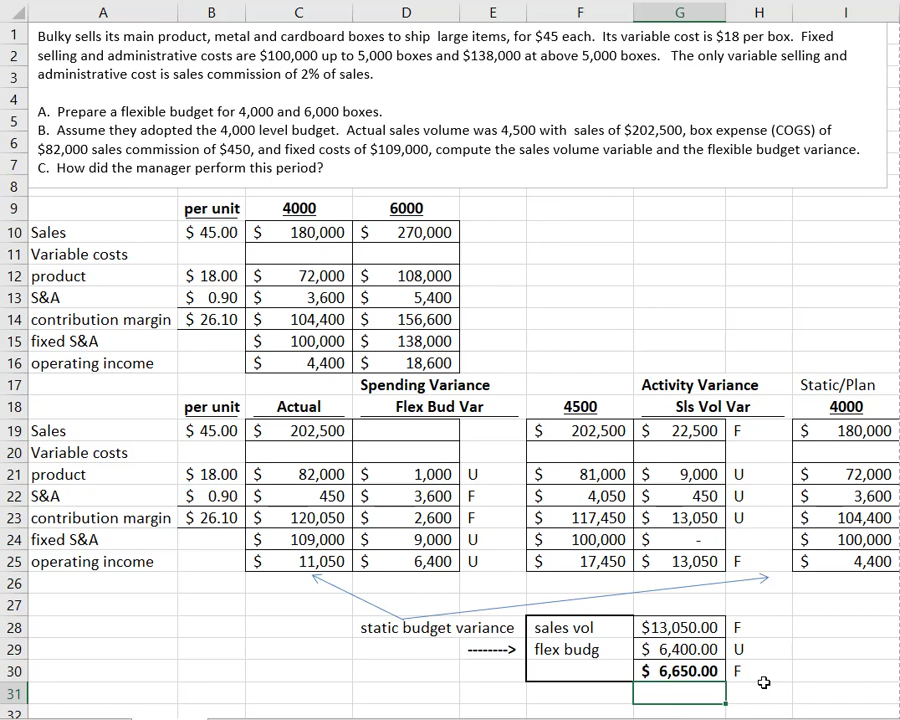 A B C D E F G H I
1 Bulky sells its main product, metal and cardboard boxes to ship large items, for $45 each. Its variable cost is $18 per box. Fixed
2 selling and administrative costs are $100,000 up to 5,000 boxes and $138,000 at above 5,000 boxes. The only variable selling and
3 administrative cost is sales commission of 2% of sales.
4
5 A. Prepare a flexible budget for 4,000 and 6,000 boxes.
6 B. Assume they adopted the 4,000 level budget. Actual sales volume was 4,500 with sales of $202,500, box expense (COGS) of
7 $82,000 sales commission of $450, and fixed costs of $109,000, compute the sales volume variable and the flexible budget variance.
8 C. How did the manager perform this period?
9 per unit 4000 6000
10 Sales $ 45.00 $ 180,000 $ 270,000
11 Variable costs
12 product $ 18.00 $ 72,000 $ 108,000
13 S&A $ 0.90 $ 3,600 $ 5,400
14 contribution margin $ 26.10 $ 104,400 $ 156,600
15 fixed S&A $ 100,000 $ 138,000
16 operating income $ 4,400 $ 18,600
17 Spending Variance Activity Variance Static/Plan
18 per unit Actual Flex Bud Var 4500 Sls Vol Var 4000
19 Sales $ 45.00 $ 202,500 $ 202,500 $ 22,500 F $ 180,000
20 Variable costs
21 product $ 18.00 $ 82,000 $ 1,000 U $ 81,000 $ 9,000 U $ 72,000
22 S&A $ 0.90 $ 450 $ 3,600 F $ 4,050 $ 450 U $ 3,600
23 contribution margin $ 26.10 $ 120,050 $ 2,600 F $ 117,450 $ 13,050 U $ 104,400
24 fixed S&A $ 109,000 $ 9,000 U $ 100,000 $ - $ 100,000
25 operating income $ 11,050 $ 6,400 U $ 17,450 $ 13,050 F $ 4,400
26
27
28 static budget variance sales vol $13,050.00 F
29 --------> flex budg $ 6,400.00 U
30 $ 6,650.00 F
31
32